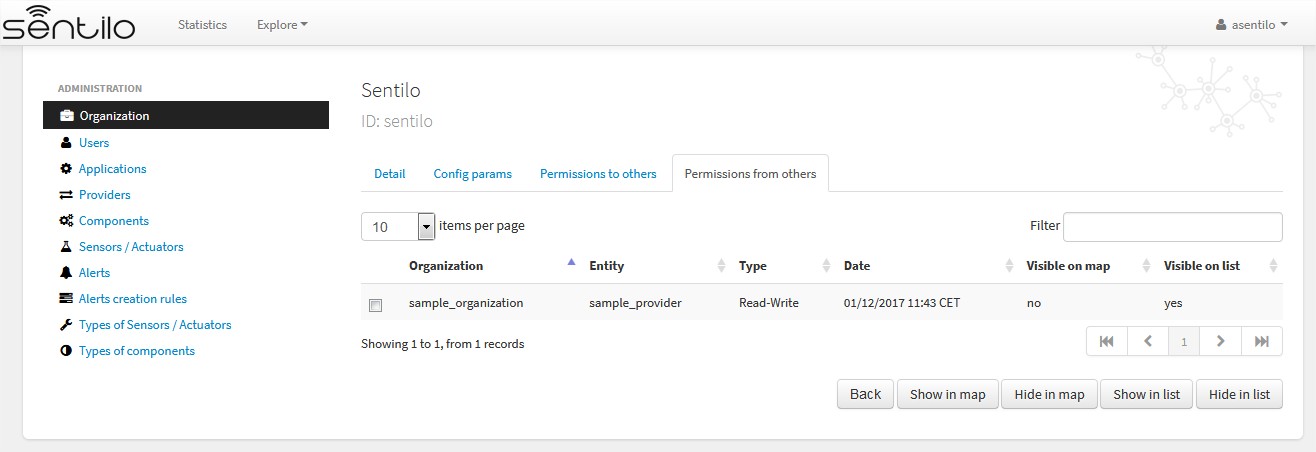 sentilo Statistics Explore asentilo
ADMINISTRATION
Organization
Users
Applications
Providers
Components
Sensors / Actuators
Alerts
Alerts creation rules
Types of Sensors / Actuators
Types of components
Sentilo
ID: sentilo
Detail Config params Permissions to others Permissions from others
10 items per page Filter
Organization Entity Type Date Visible on map Visible on list
sample_organization sample_provider Read-Write 01/12/2017 11:43 CET no yes
Showing 1 to 1, from 1 records 1
Back Show in map Hide in map Show in list Hide in list